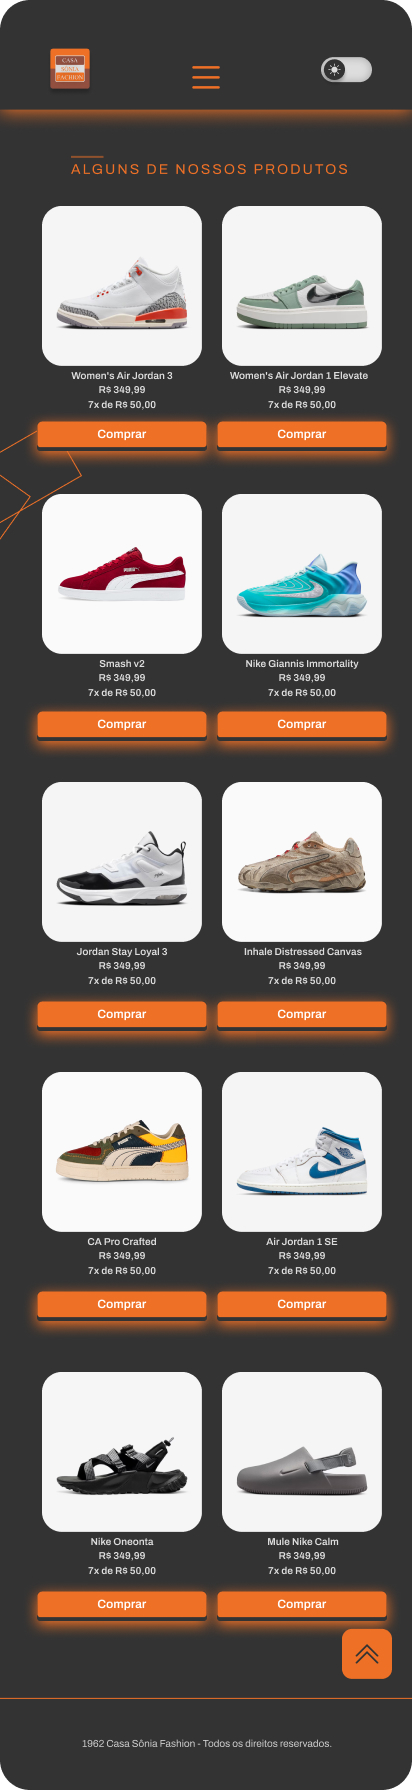 CASA
SÔNIA
FACHION
ALGUNS DE NOSSOS PRODUTOS
Women's Air Jordan 3
R$ 349,99
7x de R$ 50,00
Comprar
Women's Air Jordan 1 Elevate
R$ 349,99
7x de R$ 50,00
Comprar
Smash v2
R$ 349,99
7x de R$ 50,00
Comprar
Nike Giannis Immortality
R$ 349,99
7x de R$ 50,00
Comprar
Jordan Stay Loyal 3
R$ 349,99
7x de R$ 50,00
Comprar
Inhale Distressed Canvas
R$ 349,99
7x de R$ 50,00
Comprar
CA Pro Crafted
R$ 349,99
7x de R$ 50,00
Comprar
Air Jordan 1 SE
R$ 349,99
7x de R$ 50,00
Comprar
Nike Oneonta
R$ 349,99
7x de R$ 50,00
Comprar
Mule Nike Calm
R$ 349,99
7x de R$ 50,00
Comprar
1962 Casa Sônia Fashion - Todos os direitos reservados.